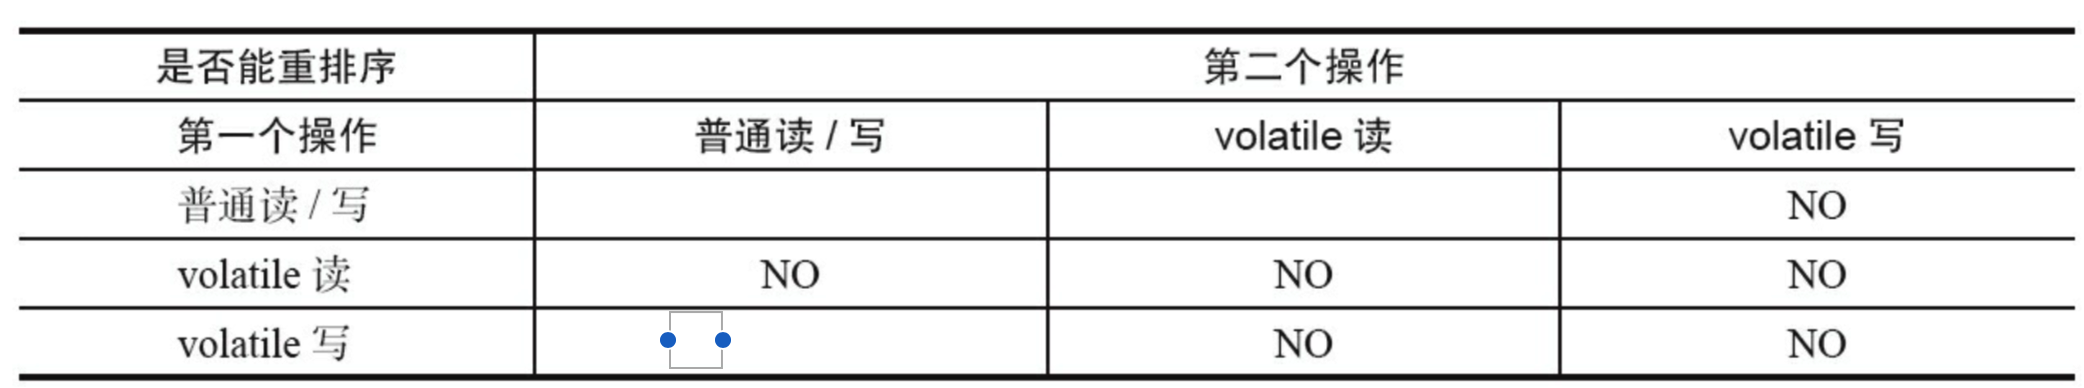 是否能重排序 第二个操作
第一个操作 普通读 / 写 volatile 读 volatile 写
普通读 / 写 NO
volatile 读 NO NO NO
volatile 写 NO NO